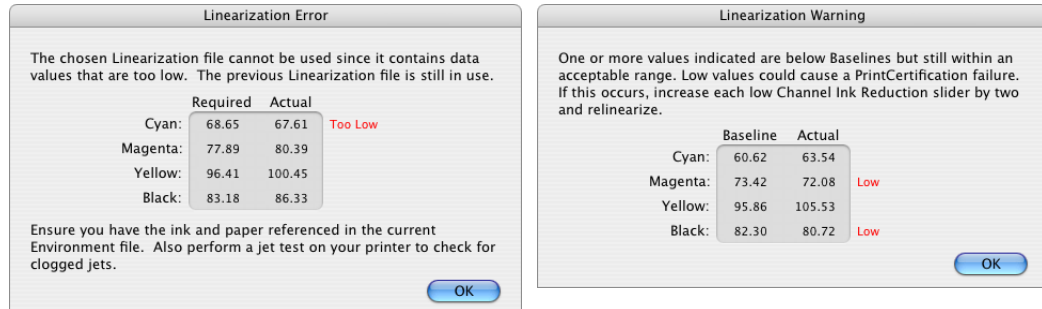 Linearization Error
The chosen Linearization file cannot be used since it contains data
values that are too low.  The previous Linearization file is still in use.
Required Actual
Cyan: 68.65 67.61 Too Low
Magenta: 77.89 80.39
Yellow: 96.41 100.45
Black: 83.18 86.33
Ensure you have the ink and paper referenced in the current
Environment file.  Also perform a jet test on your printer to check for
clogged jets.
OK
Linearization Warning
One or more values indicated are below Baselines but still within an
acceptable range. Low values could cause a PrintCertification failure.
If this occurs, increase each low Channel Ink Reduction slider by two
and relinearize.
Baseline Actual
Cyan: 60.62 63.54
Magenta: 73.42 72.08 Low
Yellow: 95.86 105.53
Black: 82.30 80.72 Low
OK